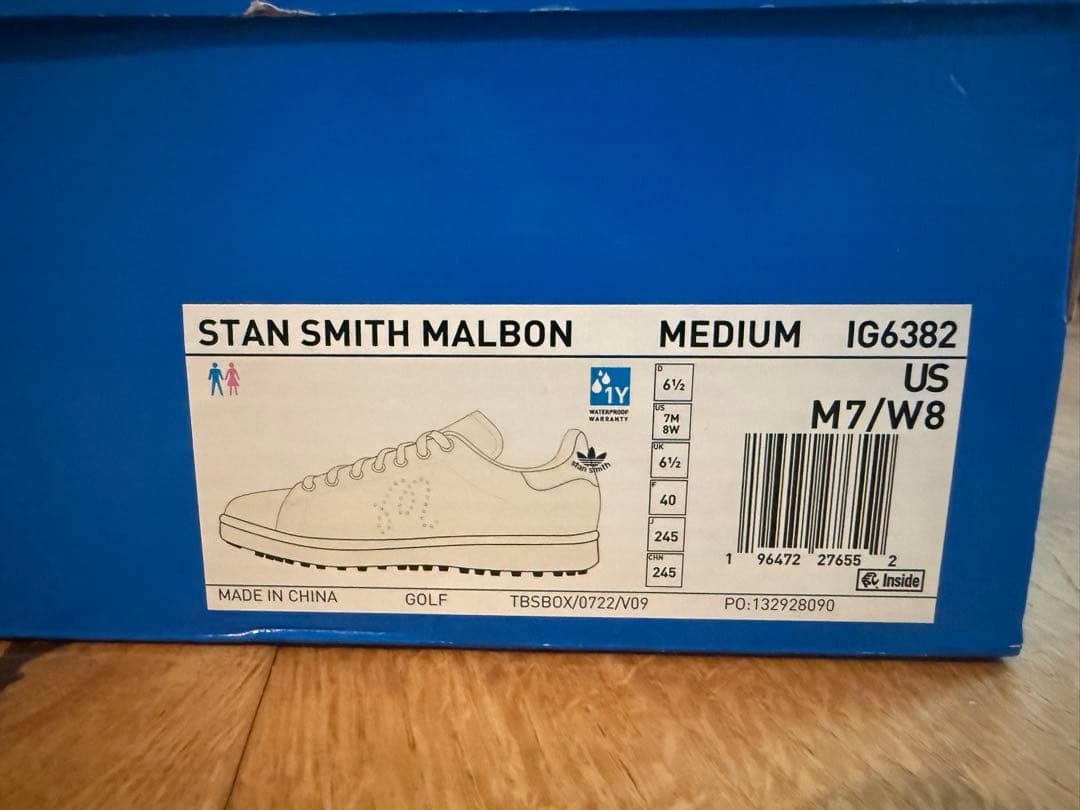 STAN SMITH MALBON MEDIUM IG6382
US
M7/W8
1Y
WATERPROOF
WARRANTY
stan smith
D
6½
US
7M
8W
UK
6½
F
40
J
245
CHN
245
1 96472 27655 2
Inside
MADE IN CHINA GOLF TBSBOX/0722/V09 PO:132928090